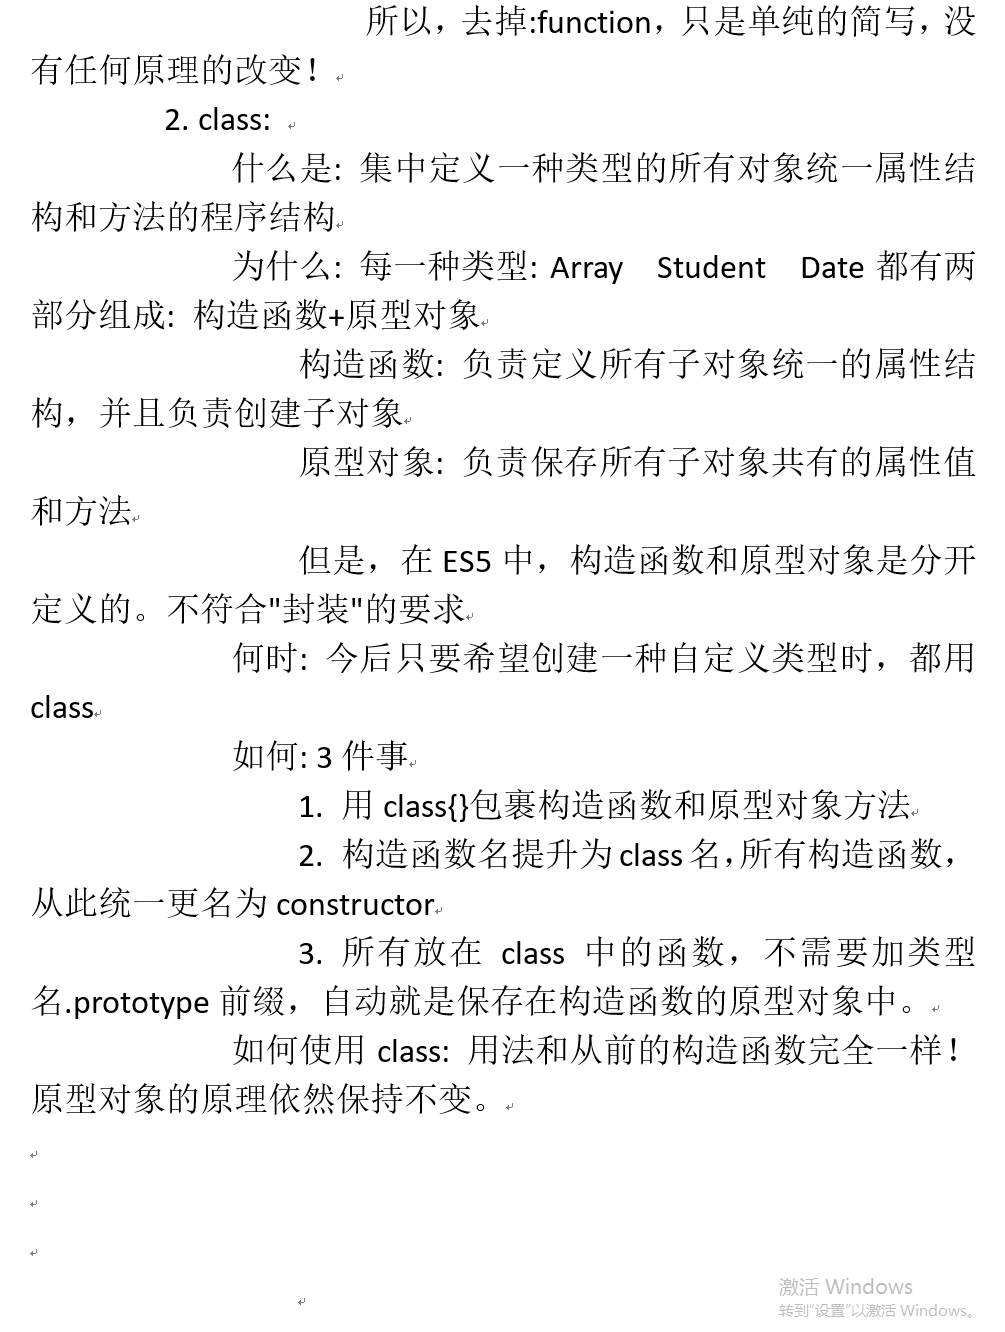 所以，去掉:function，只是单纯的简写，没
有任何原理的改变！
2. class:
什么是: 集中定义一种类型的所有对象统一属性结
构和方法的程序结构
为什么: 每一种类型: Array Student Date 都有两
部分组成: 构造函数+原型对象
构造函数: 负责定义所有子对象统一的属性结
构，并且负责创建子对象
原型对象: 负责保存所有子对象共有的属性值
和方法
但是，在 ES5 中，构造函数和原型对象是分开
定义的。不符合"封装"的要求
何时: 今后只要希望创建一种自定义类型时，都用
class
如何: 3 件事
1. 用 class{}包裹构造函数和原型对象方法
2. 构造函数名提升为 class 名，所有构造函数，
从此统一更名为 constructor
3. 所有放在 class 中的函数，不需要加类型
名.prototype 前缀，自动就是保存在构造函数的原型对象中。
如何使用 class: 用法和从前的构造函数完全一样！
原型对象的原理依然保持不变。
激活 Windows
转到"设置"以激活 Windows。